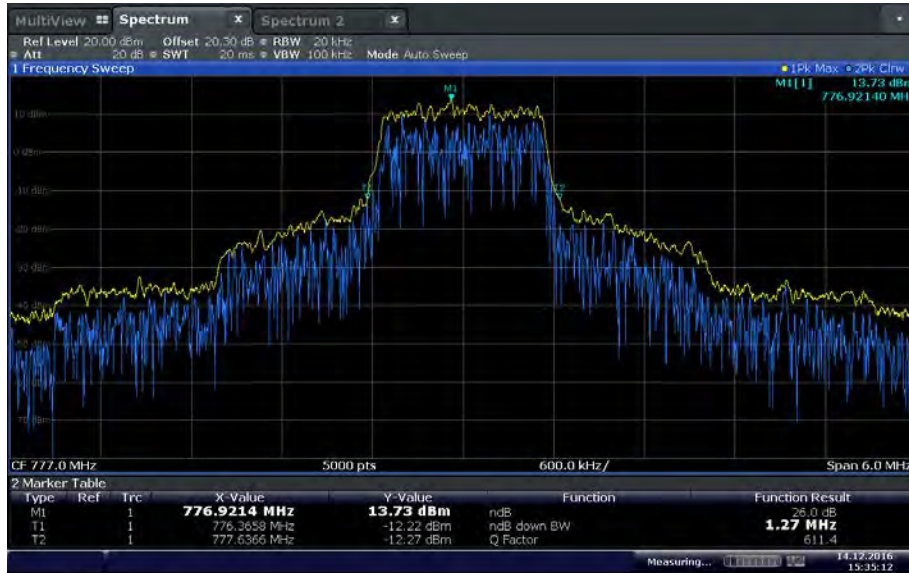 MultiView Spectrum x Spectrum 2 x
Ref Level 20.00 dBm Offset 20.30 dB RBW 20 kHz
Att 20 dB SWT 20 ms VBW 100 kHz Mode Auto Sweep
1 Frequency Sweep 1Pk Max 2Pk Clrw
M1[1] 13.73 dBm
776.92140 MHz
M1
10 dBm
0 dBm
-10 dBm
T1 T2
-20 dBm
-30 dBm
-40 dBm
-70 dBm
CF 777.0 MHz 5000 pts 600.0 kHz/ Span 6.0 MHz
2 Marker Table
Type Ref Trc X-Value Y-Value Function Function Result
M1 1 776.9214 MHz 13.73 dBm ndB 26.0 dB
T1 1 776.3658 MHz -12.22 dBm ndB down BW 1.27 MHz
T2 1 777.6366 MHz -12.27 dBm Q Factor 611.4
Measuring... 14.12.2016
15:35:12